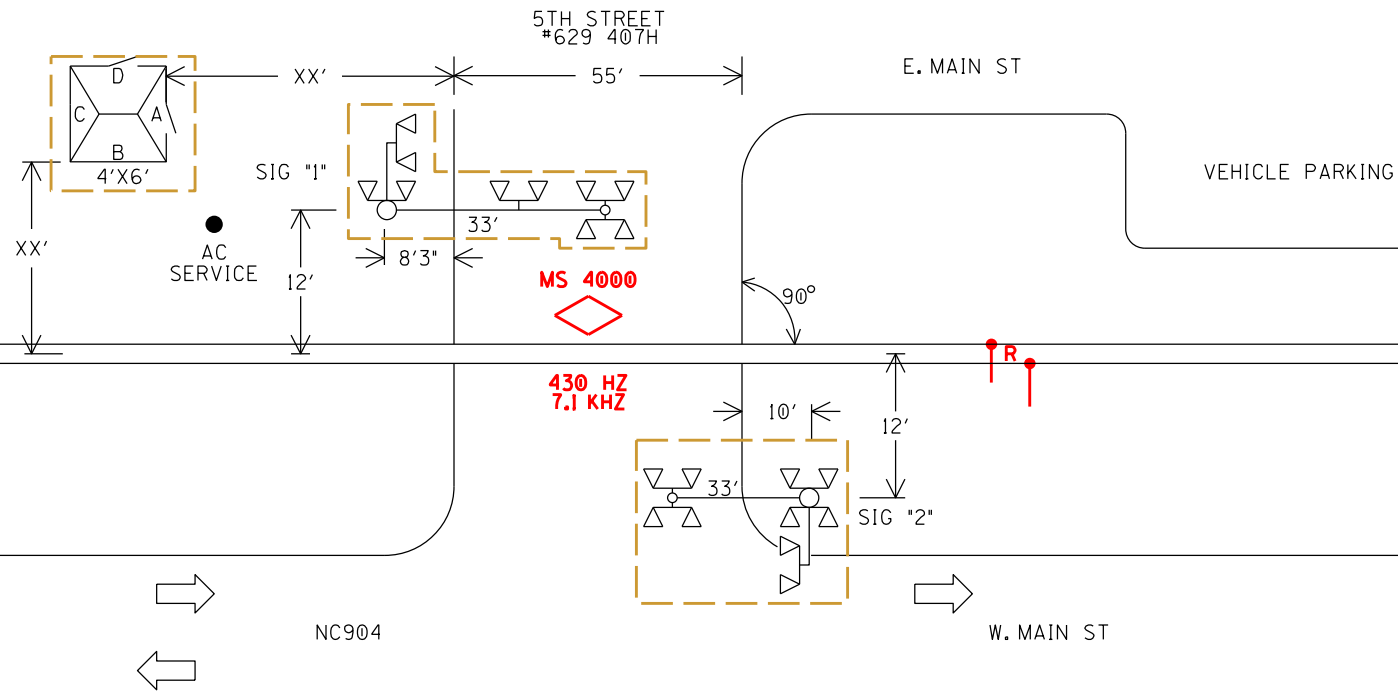 5TH STREET
#629 407H
XX'
55'
E. MAIN ST
D
C
A
B
4'X6'
SIG "1"
VEHICLE PARKING
33'
XX'
AC
SERVICE
8'3"
12'
MS 4000
90°
R
430 HZ
7.1 KHZ
10'
12'
33'
SIG "2"
NC904
W. MAIN ST